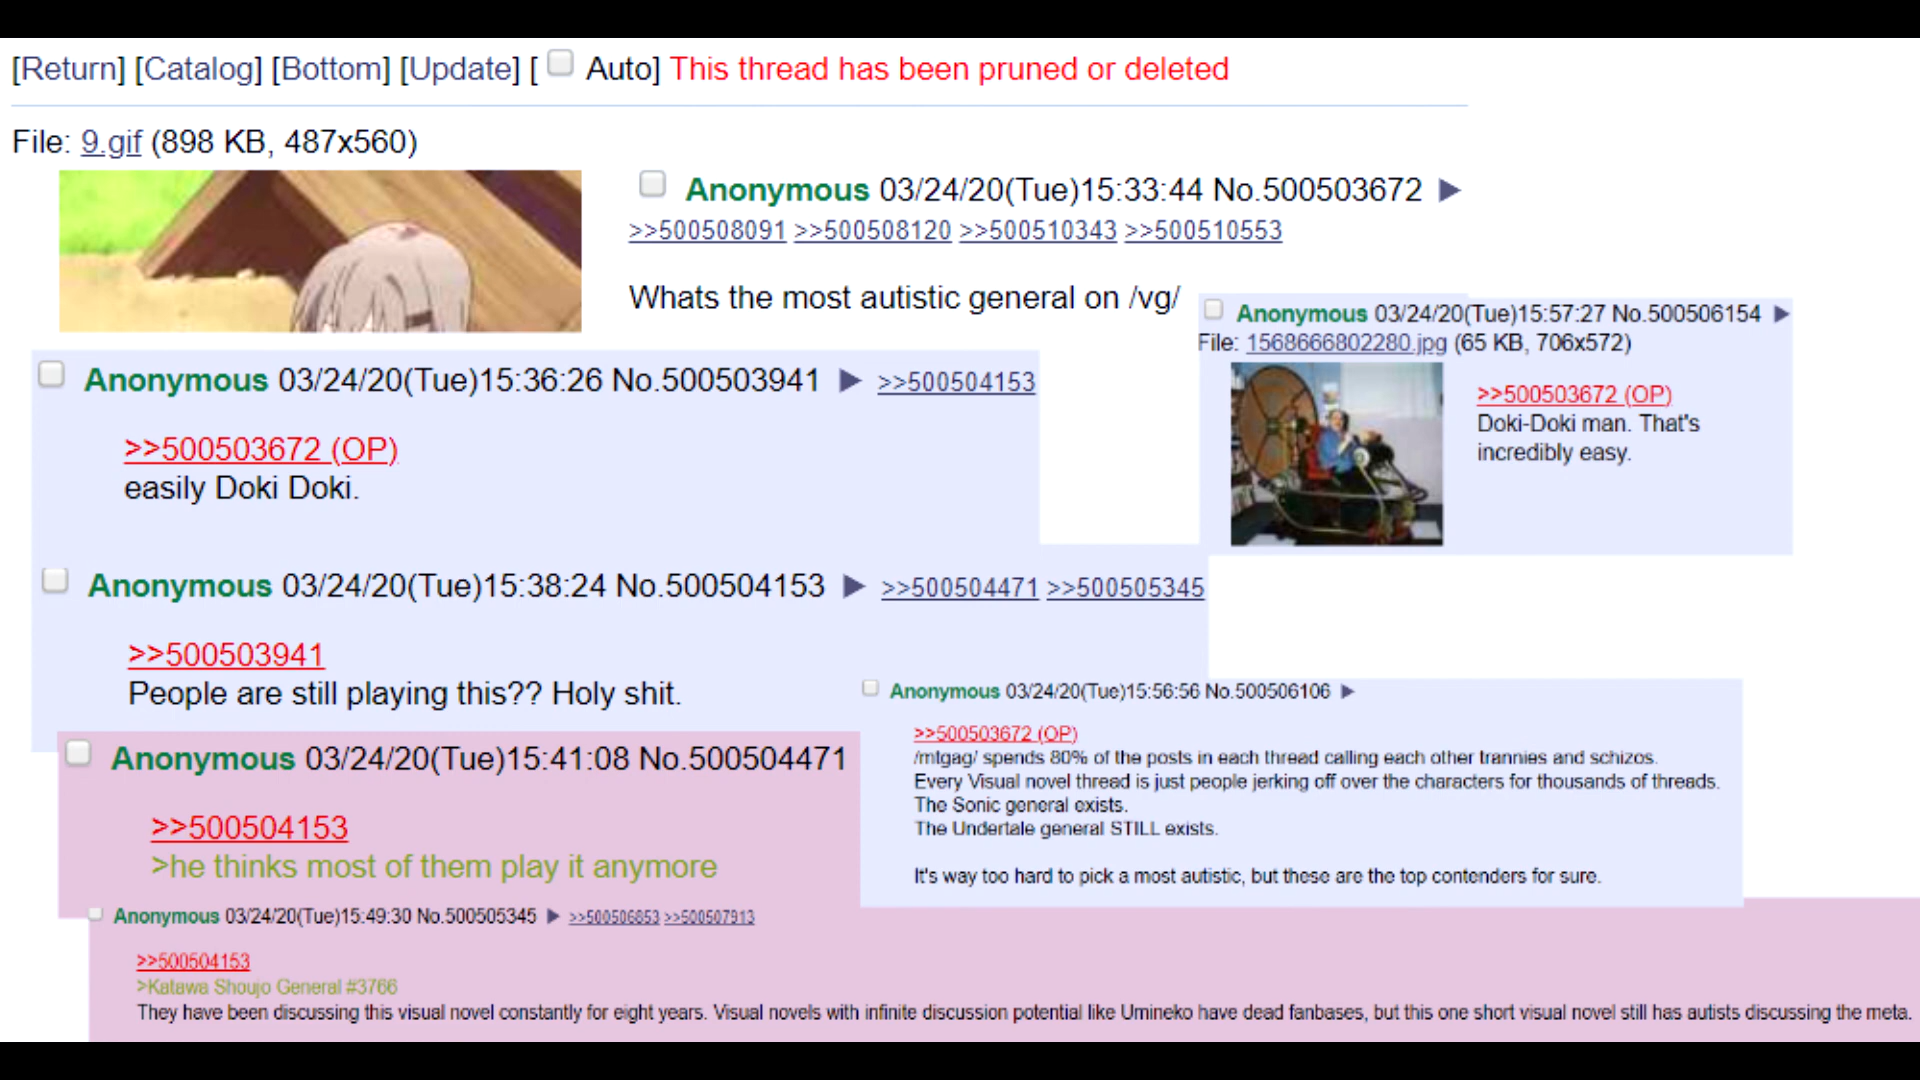 [Return] [Catalog] [Bottom] [Update] [ Auto] This thread has been pruned or deleted
File: 9.gif (898 KB, 487x560)
Anonymous 03/24/20(Tue)15:33:44 No.500503672 ▶
>>500508091 >>500508120 >>500510343 >>500510553
Whats the most autistic general on /vg/
Anonymous 03/24/20(Tue)15:57:27 No.500506154 ▶
File: 1568666802280.jpg (65 KB, 706x572)
>>500503672 (OP)
Doki-Doki man. That's
incredibly easy.
Anonymous 03/24/20(Tue)15:36:26 No.500503941 ▶ >>500504153
>>500503672 (OP)
easily Doki Doki.
Anonymous 03/24/20(Tue)15:38:24 No.500504153 ▶ >>500504471 >>500505345
>>500503941
People are still playing this?? Holy shit.
Anonymous 03/24/20(Tue)15:56:56 No.500506106 ▶
>>500503672 (OP)
/mtgag/ spends 80% of the posts in each thread calling each other trannies and schizos.
Every Visual novel thread is just people jerking off over the characters for thousands of threads.
The Sonic general exists.
The Undertale general STILL exists.
It's way too hard to pick a most autistic, but these are the top contenders for sure.
Anonymous 03/24/20(Tue)15:41:08 No.500504471
>>500504153
>he thinks most of them play it anymore
Anonymous 03/24/20(Tue)15:49:30 No.500505345 ▶ >>500506853 >>500507913
>>500504153
>Katawa Shoujo General #3766
They have been discussing this visual novel constantly for eight years. Visual novels with infinite discussion potential like Umineko have dead fanbases, but this one short visual novel still has autists discussing the meta.